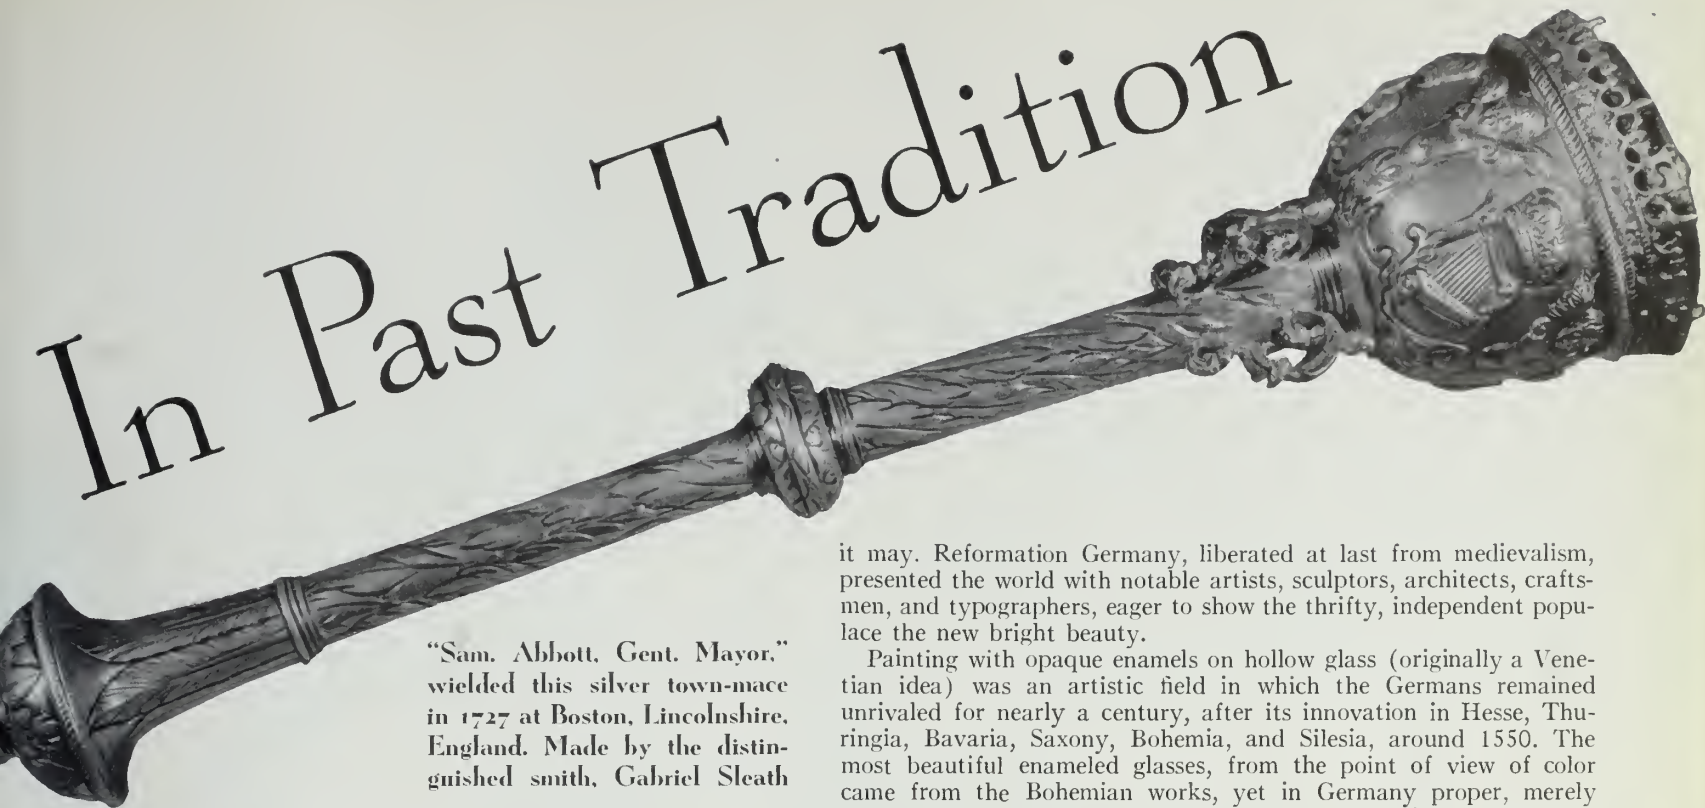 In Past Tradition
“Sam. Abbott, Gent. Mayor,”
wielded this silver town-mace
in 1727 at Boston, Lincolnshire,
England. Made by the distin-
guished smith, Gabriel Sleath
it may. Reformation Germany, liberated at last from medievalism,
presented the world with notable artists, sculptors, architects, crafts-
men, and typographers, eager to show the thrifty, independent popu-
lace the new bright beauty.
Painting with opaque enamels on hollow glass (originally a Vene-
tian idea) was an artistic field in which the Germans remained
unrivaled for nearly a century, after its innovation in Hesse, Thu-
ringia, Bavaria, Saxony, Bohemia, and Silesia, around 1550. The
most beautiful enameled glasses, from the point of view of color
came from the Bohemian works, yet in Germany proper, merely